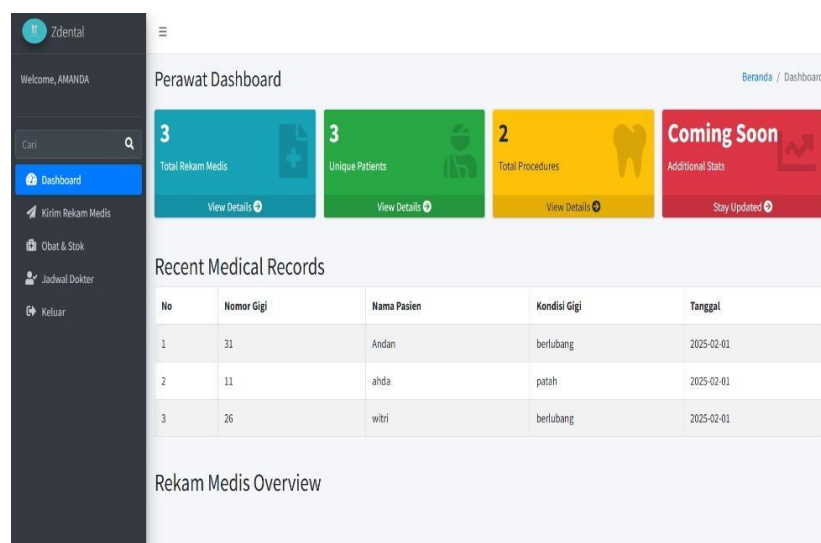 Zdental
Welcome, AMANDA
Cari
Dashboard
Kirim Rekam Medis
Obat & Stok
Jadwal Dokter
Keluar
Perawat Dashboard
Beranda / Dashboard
3
Total Rekam Medis
View Details
3
Unique Patients
View Details
2
Total Procedures
View Details
Coming Soon
Additional Stats
Stay Updated
Recent Medical Records
No Nomor Gigi Nama Pasien Kondisi Gigi Tanggal
1 31 Andan berlubang 2025-02-01
2 11 ahda patah 2025-02-01
3 26 witri berlubang 2025-02-01
Rekam Medis Overview